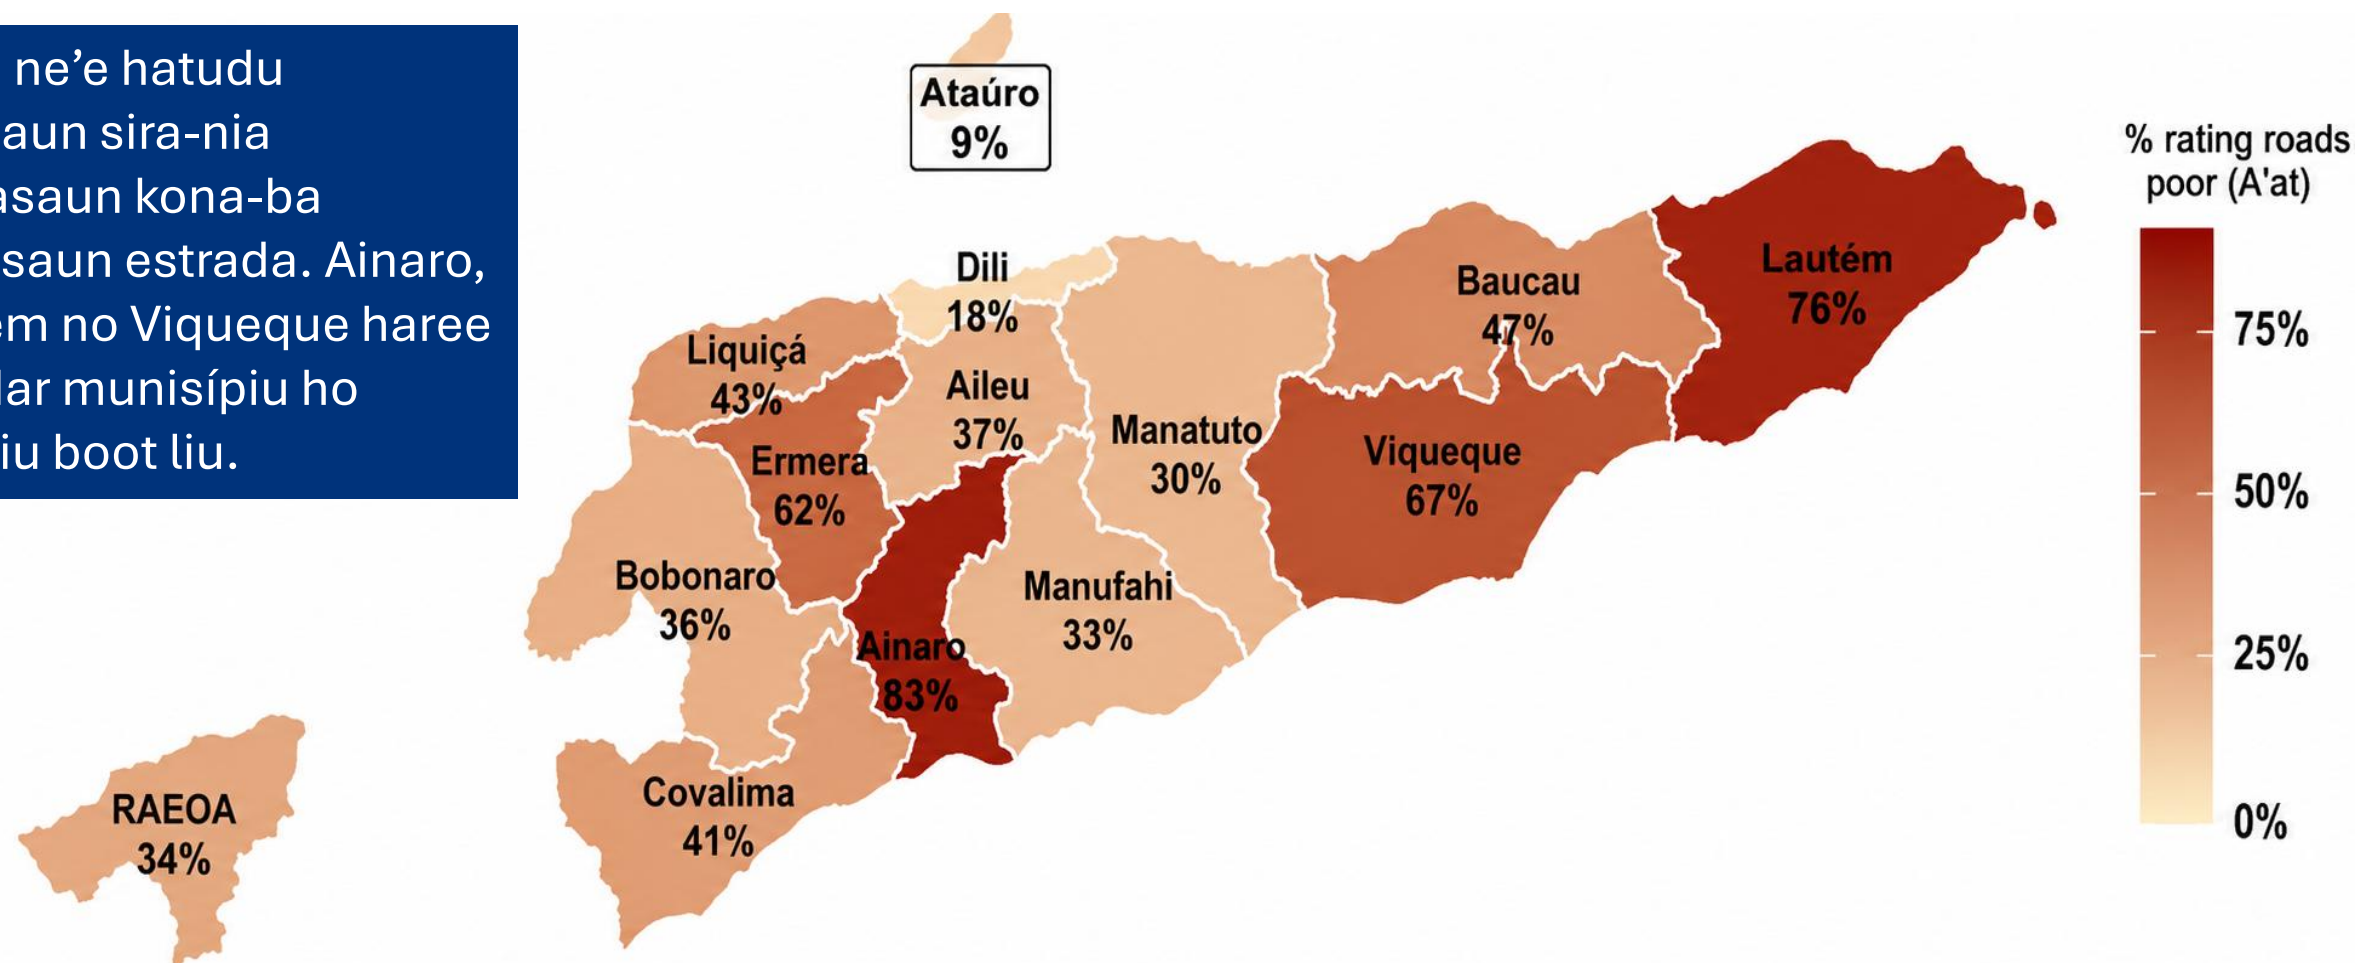 ne’e hatudu
aun sira-nia
asaun kona-ba
saun estrada. Ainaro,
em no Viqueque haree
lar munisípiu ho
iu boot liu.
Ataúro
9%
% rating roads
poor (A'at)
75%
50%
25%
0%
Dili
18%
Baucau
47%
Lautém
76%
Liquiçá
43%
Aileu
37%
Manatuto
30%
Viqueque
67%
Ermera
62%
Bobonaro
36%
Manufahi
33%
Ainaro
83%
Covalima
41%
RAEOA
34%